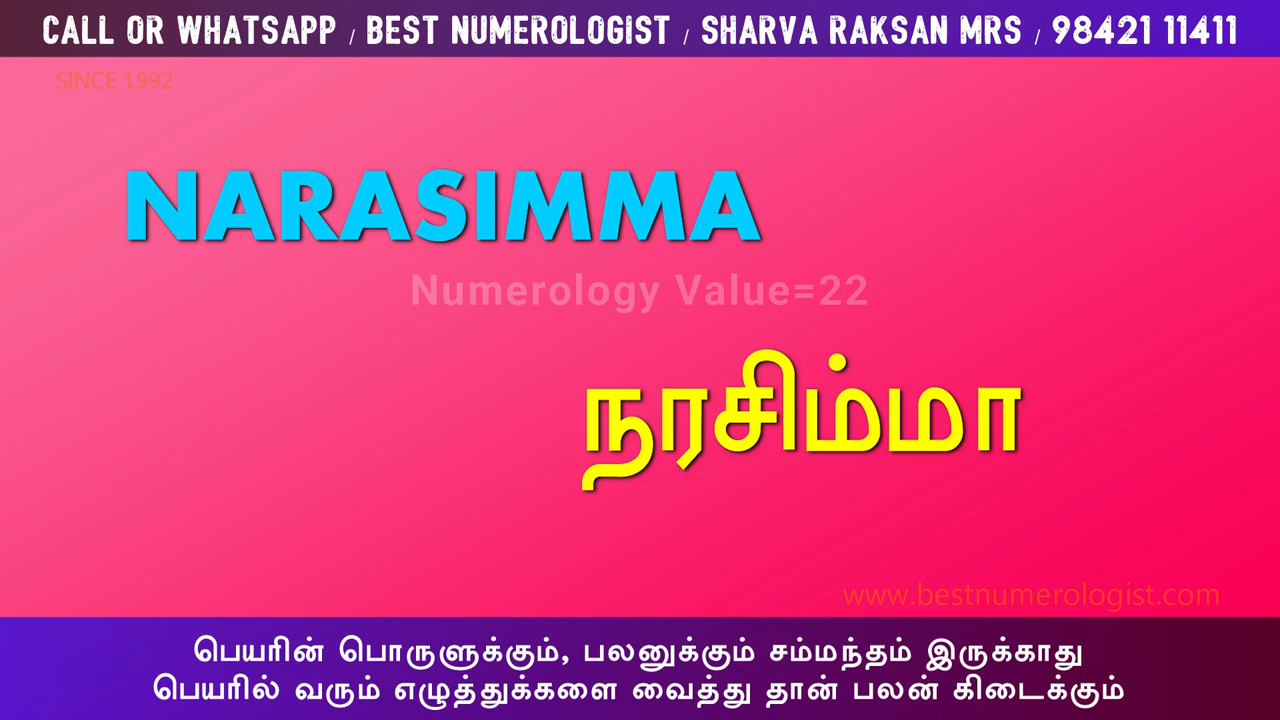 CALL OR WHATSAPP / BEST NUMEROLOGIST / SHARVA RAKSAN MRS / 98421 11411
SINCE 1992
NARASIMMA
Numerology Value=22
நரசிம்மா
www.bestnumerologist.com
பெயரின் பொருளுக்கும், பலனுக்கும் சம்மந்தம் இருக்காது
பெயரில் வரும் எழுத்துக்களை வைத்து தான் பலன் கிடைக்கும்